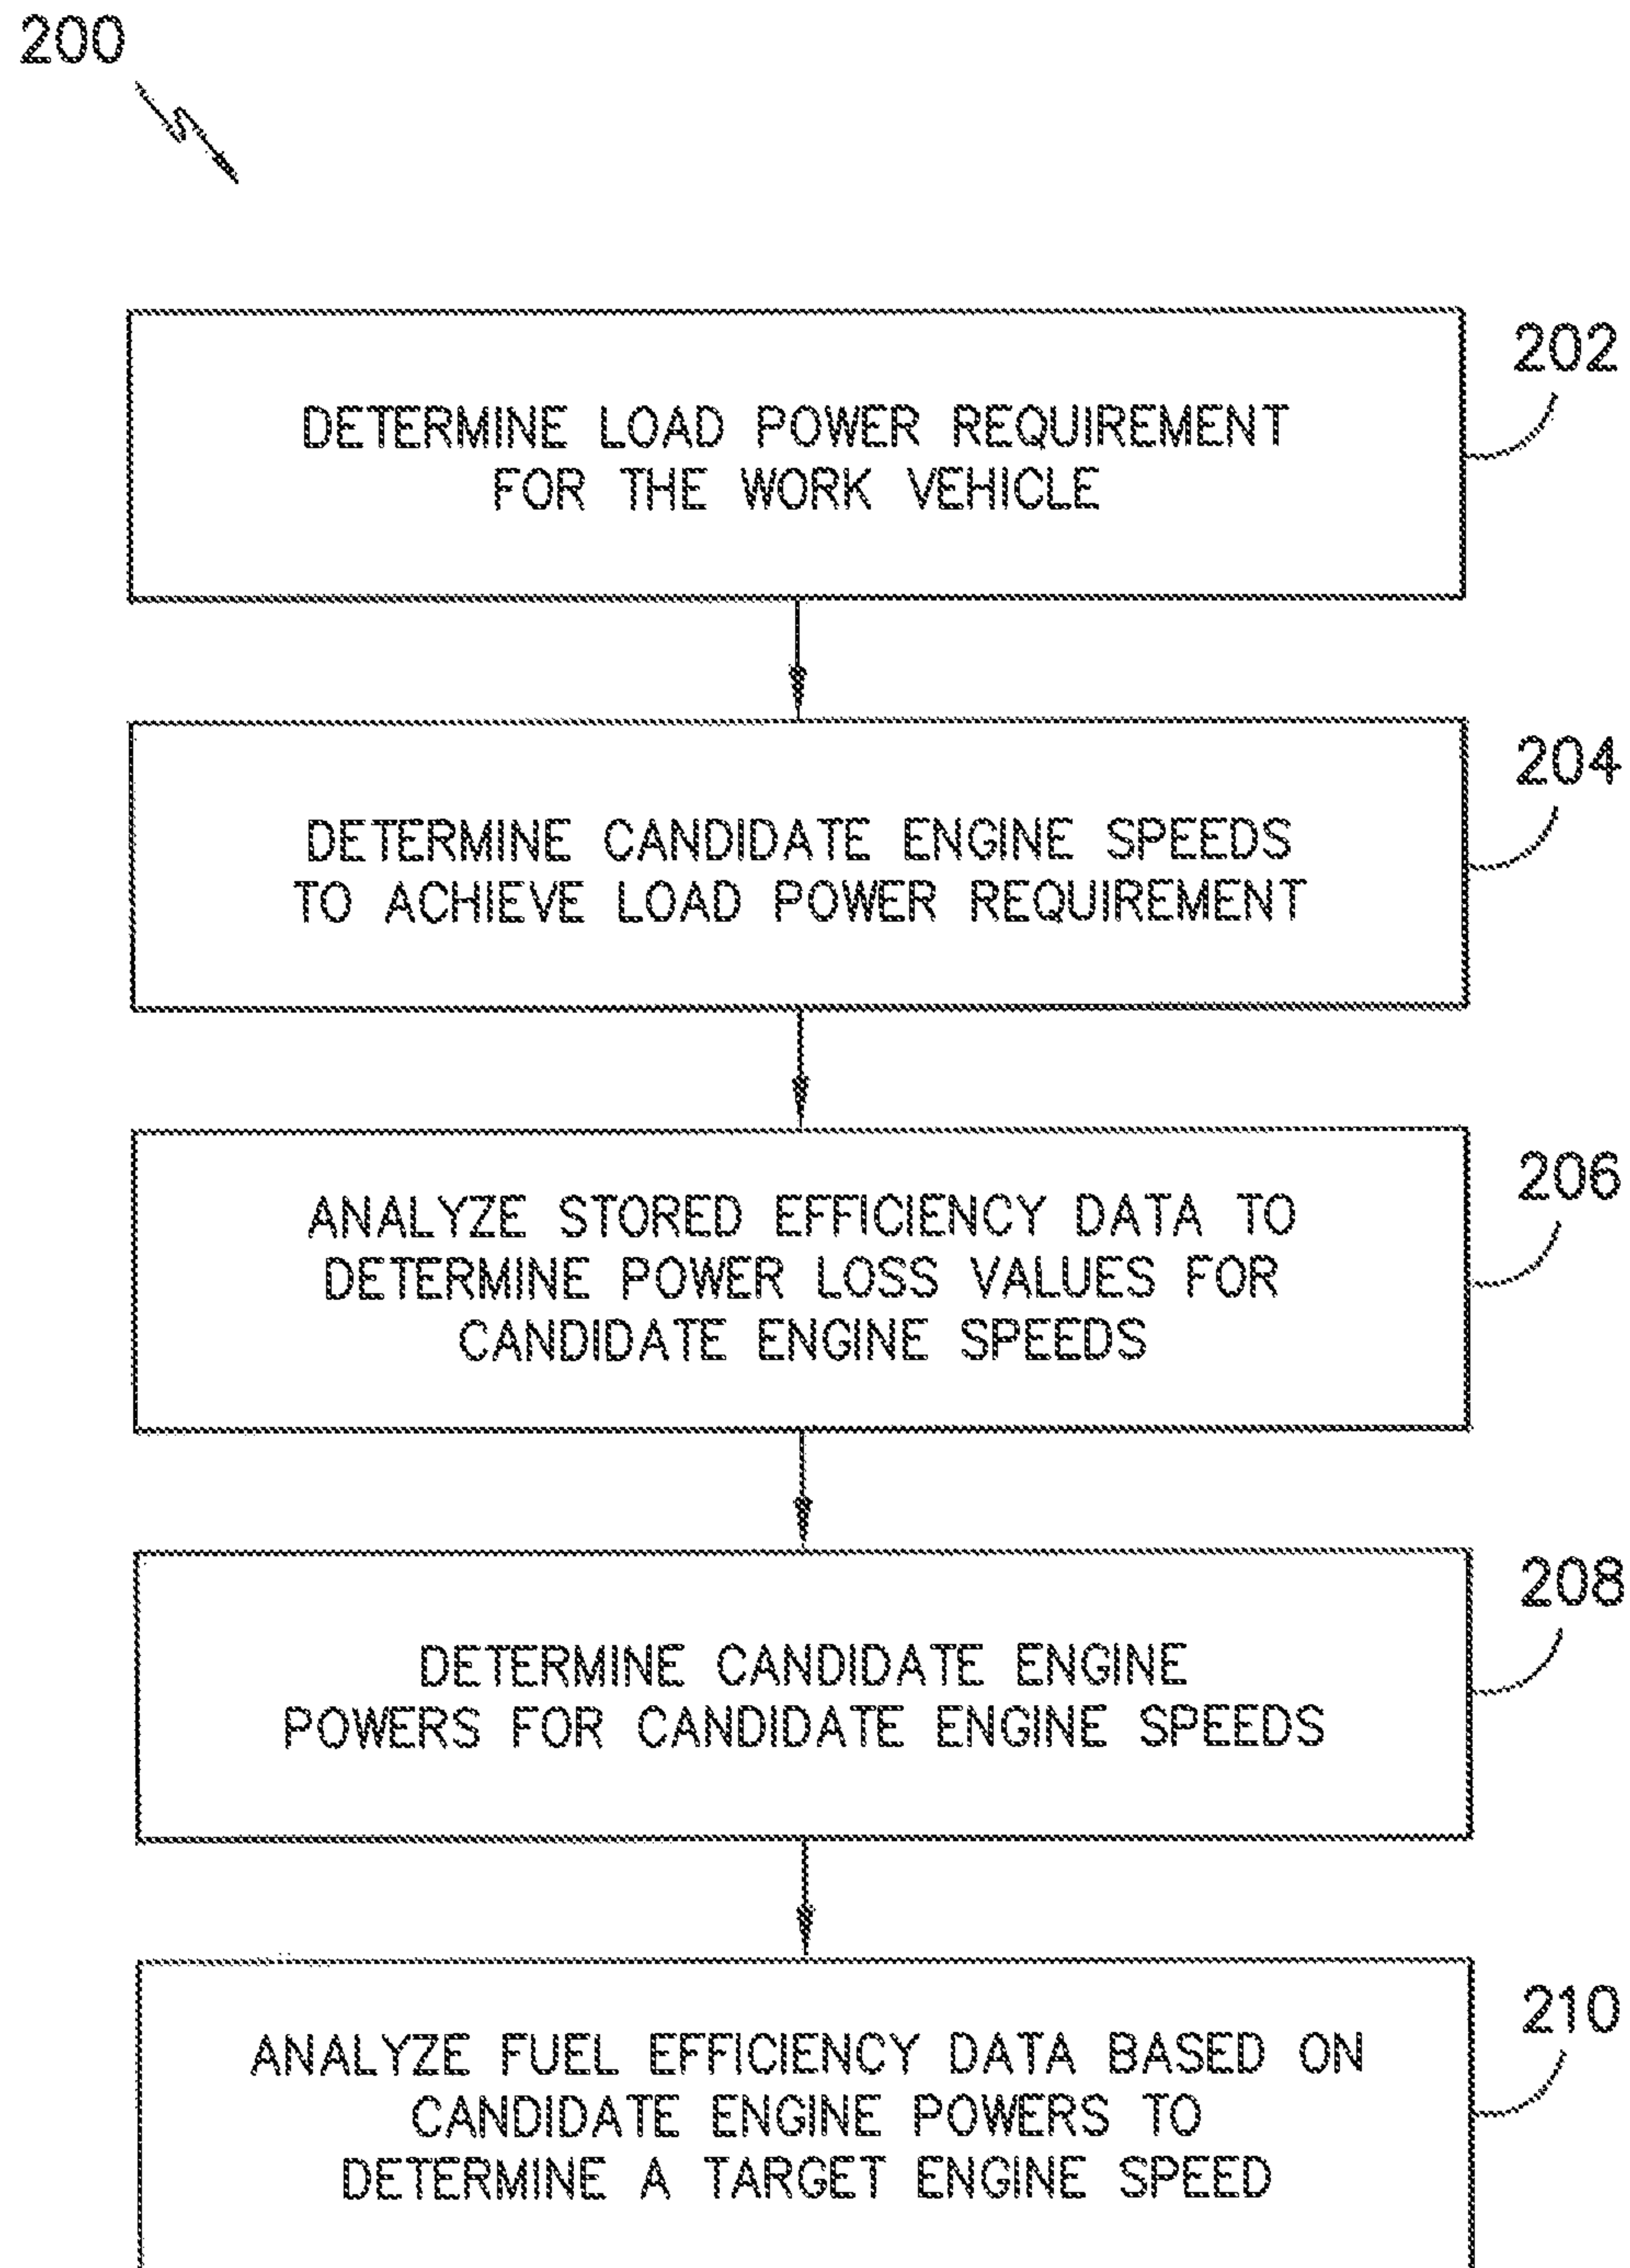 200
DETERMINE LOAD POWER REQUIREMENT
FOR THE WORK VEHICLE
202
DETERMINE CANDIDATE ENGINE SPEEDS
TO ACHIEVE LOAD POWER REQUIREMENT
204
ANALYZE STORED EFFICIENCY DATA TO
DETERMINE POWER LOSS VALUES FOR
CANDIDATE ENGINE SPEEDS
206
DETERMINE CANDIDATE ENGINE
POWERS FOR CANDIDATE ENGINE SPEEDS
208
ANALYZE FUEL EFFICIENCY DATA BASED ON
CANDIDATE ENGINE POWERS TO
DETERMINE A TARGET ENGINE SPEED
210